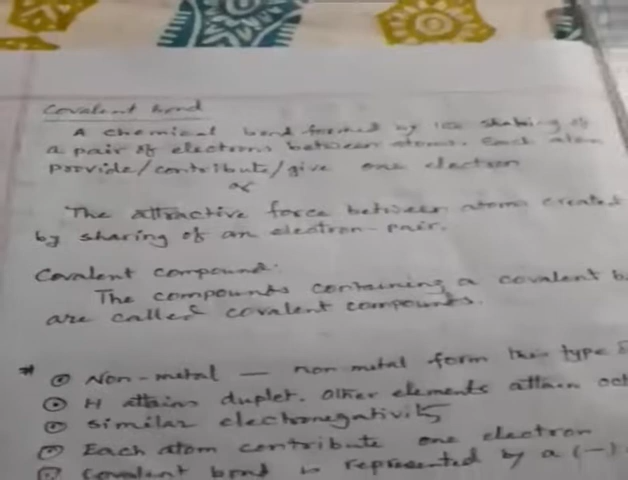 Covalent bond
A chemical bond formed by the sharing of
a pair of electrons between atoms. Each atom
provide/contribute/give one electron
or
The attractive force between atoms created
by sharing of an electron-pair.
Covalent compound:
The compounds containing a covalent b
are called covalent compounds.
* ⊙ Non-metal — non metal form this type
⊙ H attains duplet. Other elements attain oct
⊙ similar electronegativity
⊙ Each atom contribute one electron
⊙ Covalent bond is represented by a (—)